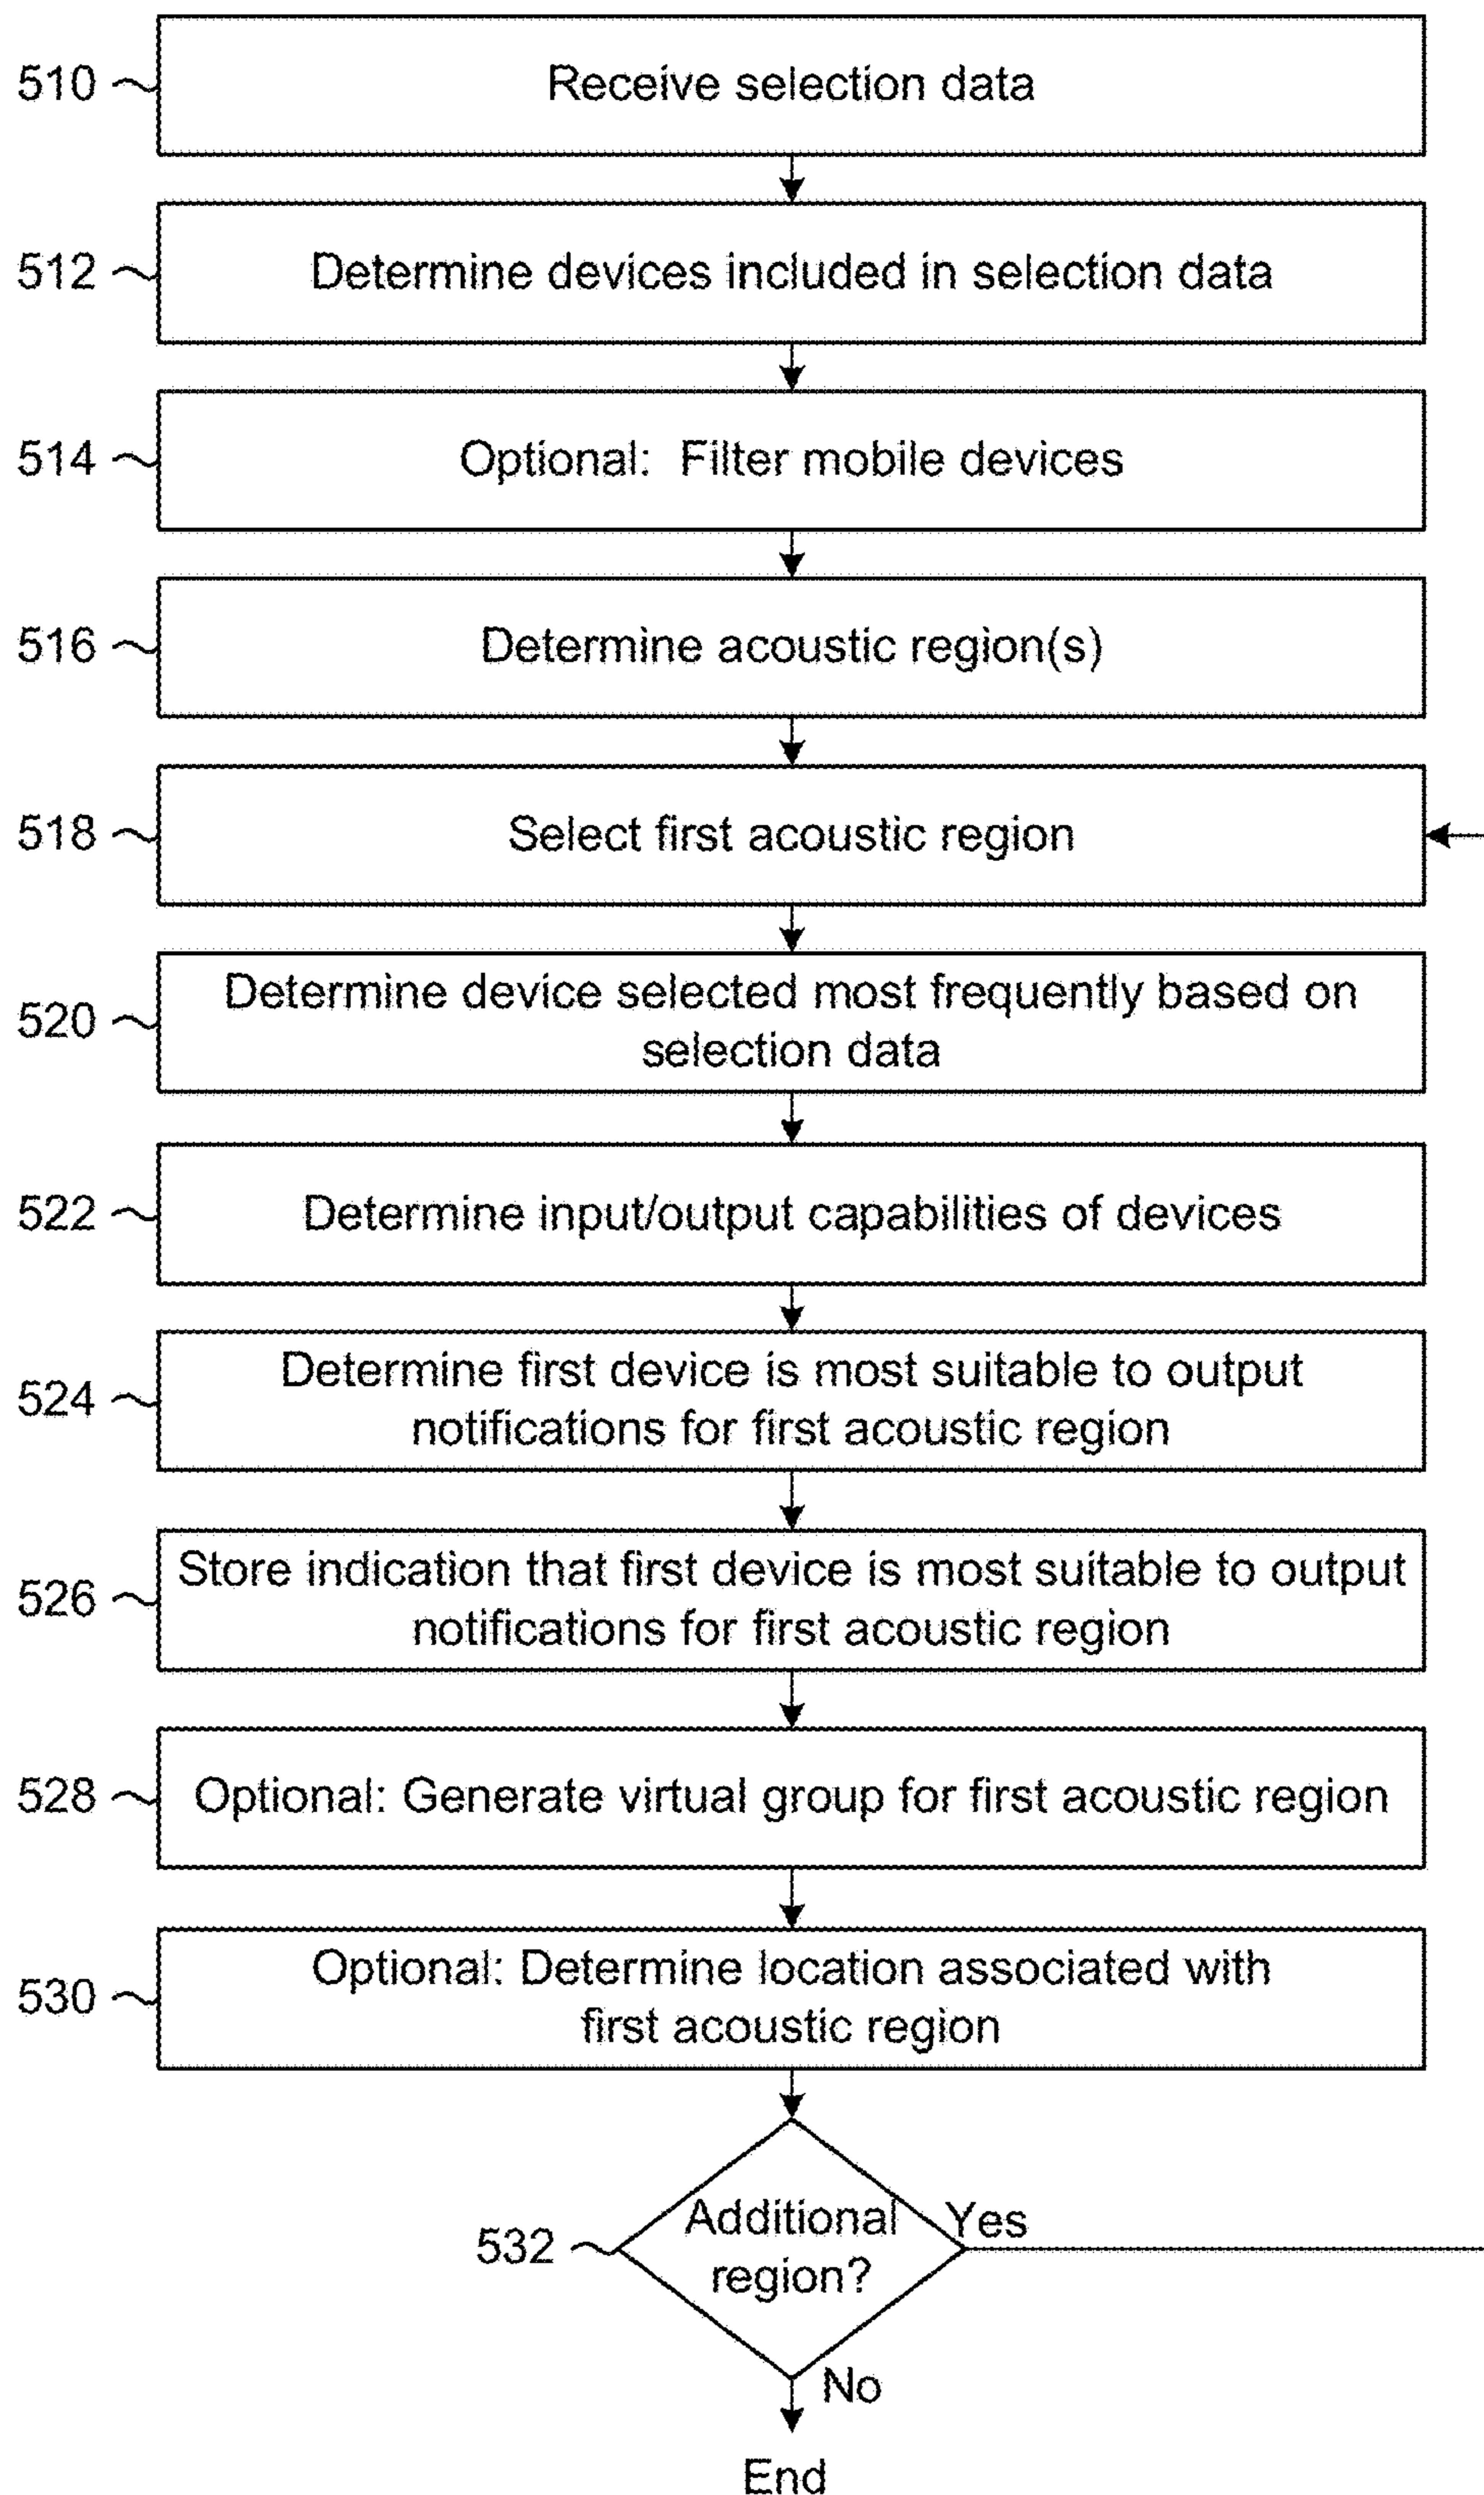 510 Receive selection data
512 Determine devices included in selection data
514 Optional: Filter mobile devices
516 Determine acoustic region(s)
518 Select first acoustic region
520 Determine device selected most frequently based on
selection data
522 Determine input/output capabilities of devices
524 Determine first device is most suitable to output
notifications for first acoustic region
526 Store indication that first device is most suitable to output
notifications for first acoustic region
528 Optional: Generate virtual group for first acoustic region
530 Optional: Determine location associated with
first acoustic region
532 Additional Yes
region?
No
End